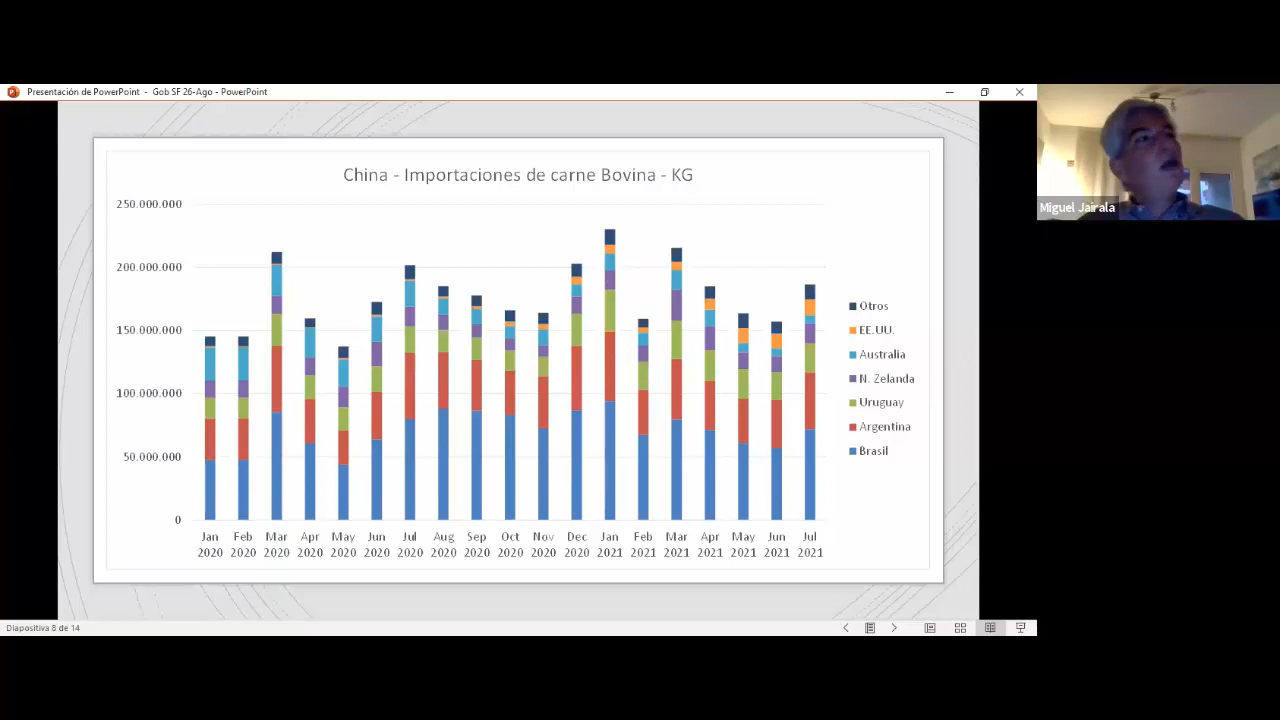 Presentación de PowerPoint - Gob SF 26-Ago - PowerPoint
Miguel Jairala
China - Importaciones de carne Bovina - KG
250.000.000
200.000.000
150.000.000
100.000.000
50.000.000
0
Jan Feb Mar Apr May Jun Jul Aug Sep Oct Nov Dec Jan Feb Mar Apr May Jun Jul
2020 2020 2020 2020 2020 2020 2020 2020 2020 2020 2020 2020 2021 2021 2021 2021 2021 2021 2021
Otros
EE.UU.
Australia
N. Zelanda
Uruguay
Argentina
Brasil
Diapositiva 8 de 14